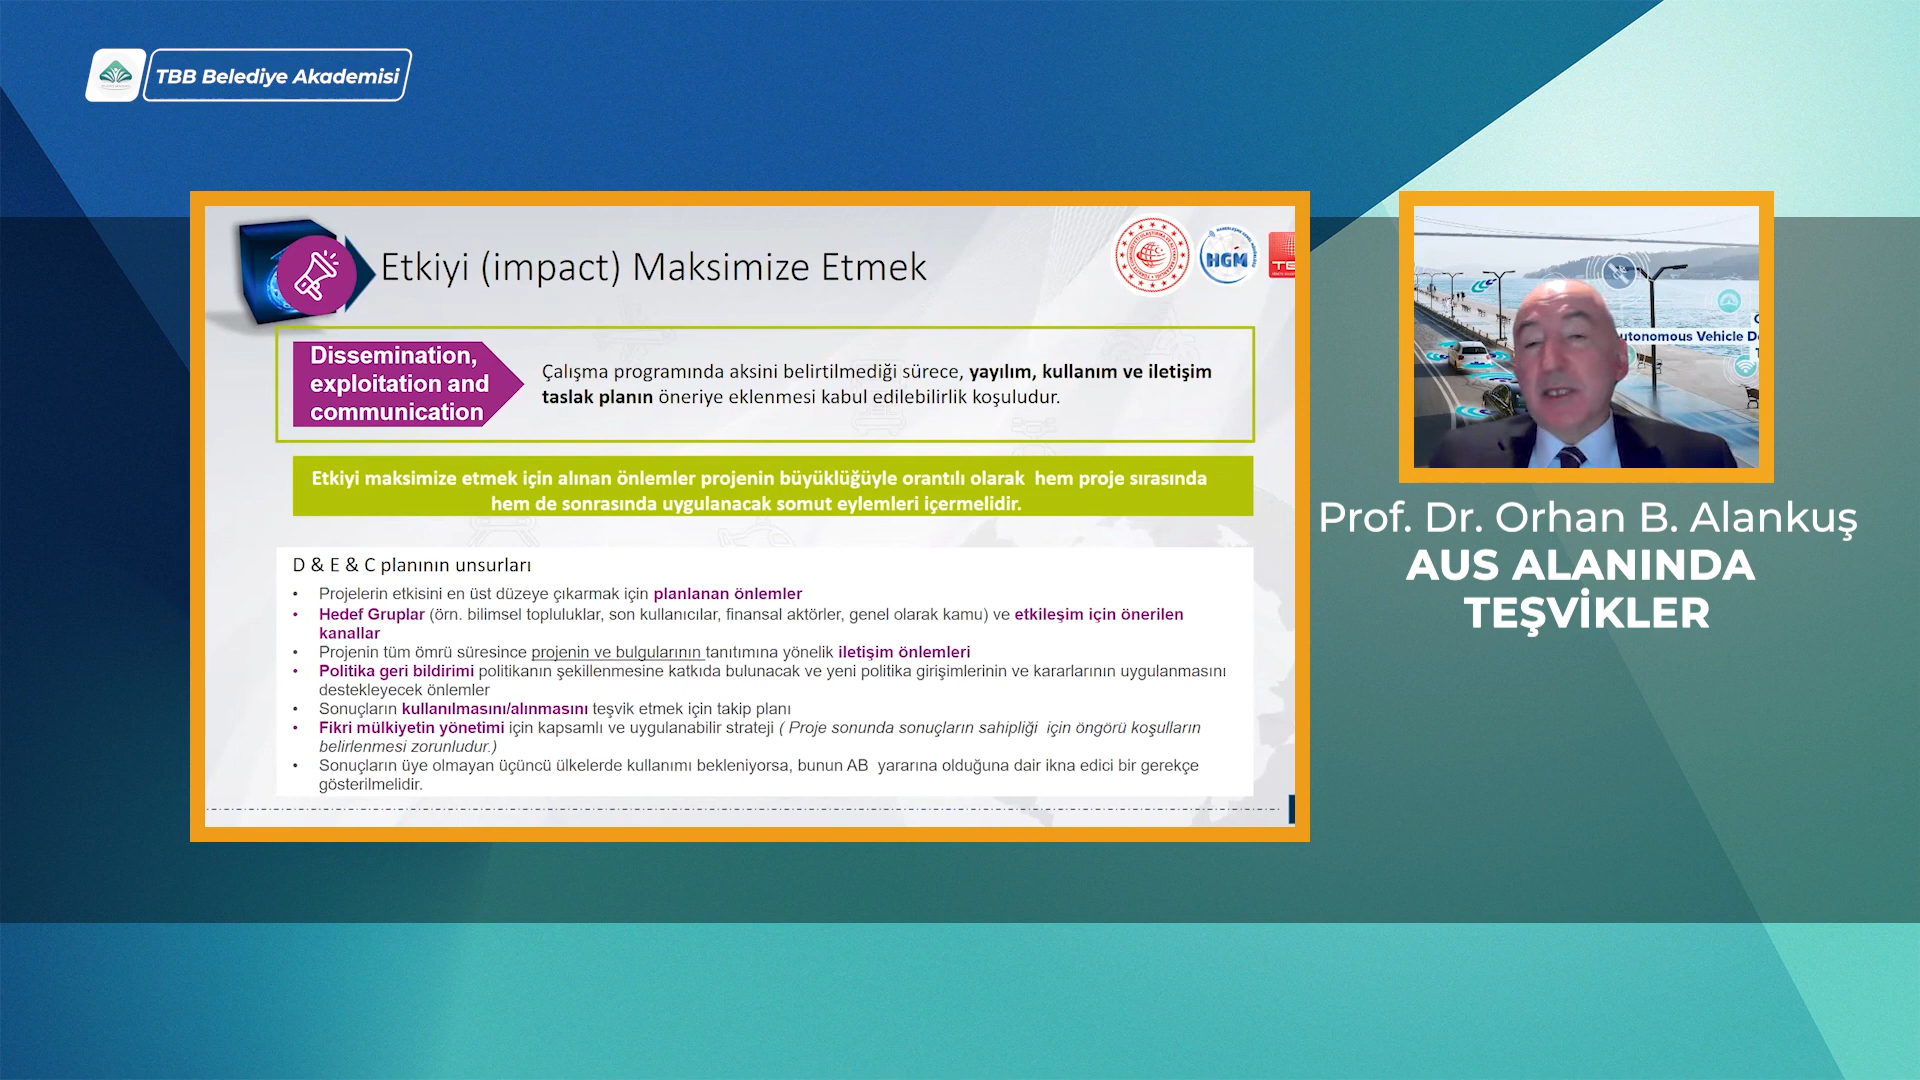 TBB Belediye Akademisi
Etkiyi (impact) Maksimize Etmek
HGM
Dissemination,
exploitation and
communication
Çalışma programında aksini belirtilmediği sürece, yayılım, kullanım ve iletişim
taslak planın öneriye eklenmesi kabul edilebilirlik koşuludur.
Etkiyi maksimize etmek için alınan önlemler projenin büyüklüğüyle orantılı olarak hem proje sırasında
hem de sonrasında uygulanacak somut eylemleri içermelidir.
D & E & C planının unsurları
• Projelerin etkisini en üst düzeye çıkarmak için planlanan önlemler
• Hedef Gruplar (örn. bilimsel topluluklar, son kullanıcılar, finansal aktörler, genel olarak kamu) ve etkileşim için önerilen
kanallar
• Projenin tüm ömrü süresince projenin ve bulgularının tanıtımına yönelik iletişim önlemleri
• Politika geri bildirimi politikanın şekillenmesine katkıda bulunacak ve yeni politika girişimlerinin ve kararlarının uygulanmasını
destekleyecek önlemler
• Sonuçların kullanılmasını/alınmasını teşvik etmek için takip planı
• Fikri mülkiyetin yönetimi için kapsamlı ve uygulanabilir strateji ( Proje sonunda sonuçların sahipliği için öngörü koşulların
belirlenmesi zorunludur.)
• Sonuçların üye olmayan üçüncü ülkelerde kullanımı bekleniyorsa, bunun AB yararına olduğuna dair ikna edici bir gerekçe
gösterilmelidir.
utonomous Vehicle D
Prof. Dr. Orhan B. Alankuş
AUS ALANINDA
TEŞVİKLER